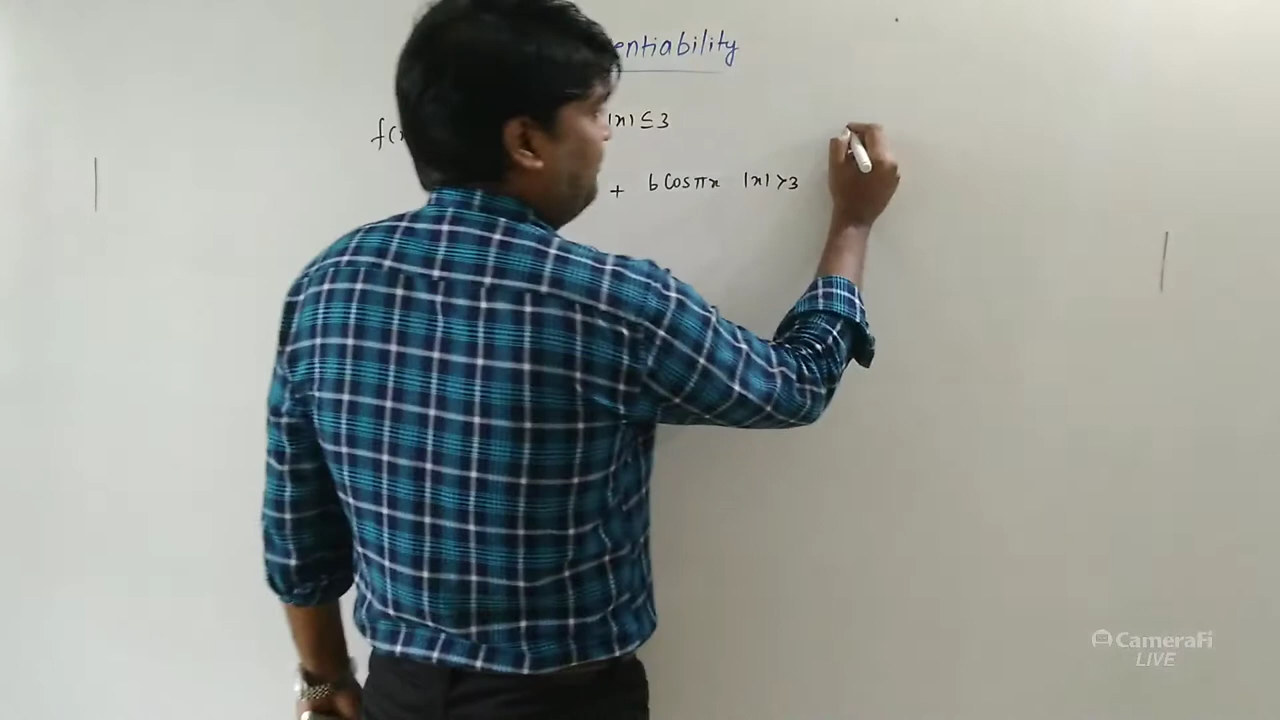 entiability
f(x |x| ≤ 3
+ b Cos πx |x| > 3
CameraFi
LIVE